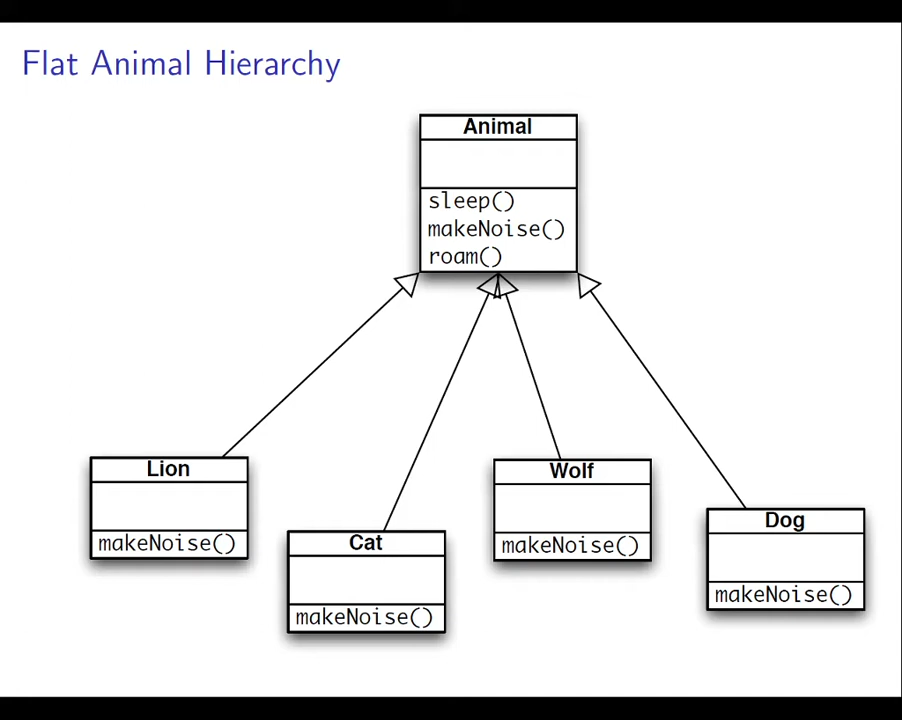 Flat Animal Hierarchy
Animal
sleep()
makeNoise()
roam()
Lion
makeNoise()
Cat
makeNoise()
Wolf
makeNoise()
Dog
makeNoise()